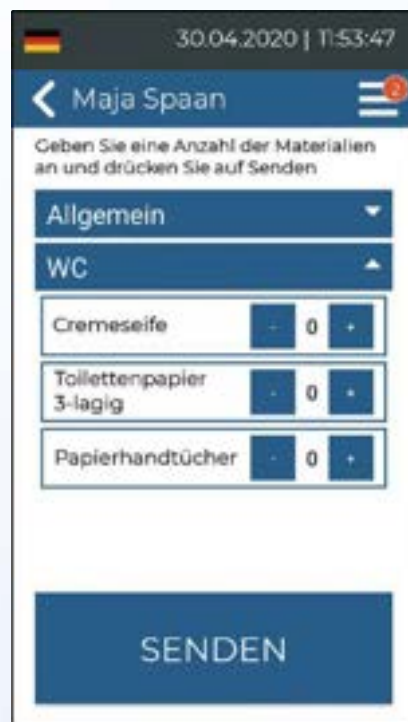 30.04.2020 | 11:53:47
Maja Spaan
2
Geben Sie eine Anzahl der Materialien
an und drücken Sie auf Senden
Allgemein
WC
Cremeseife - 0 +
Toilettenpapier
3-lagig - 0 +
Papierhandtücher - 0 +
SENDEN